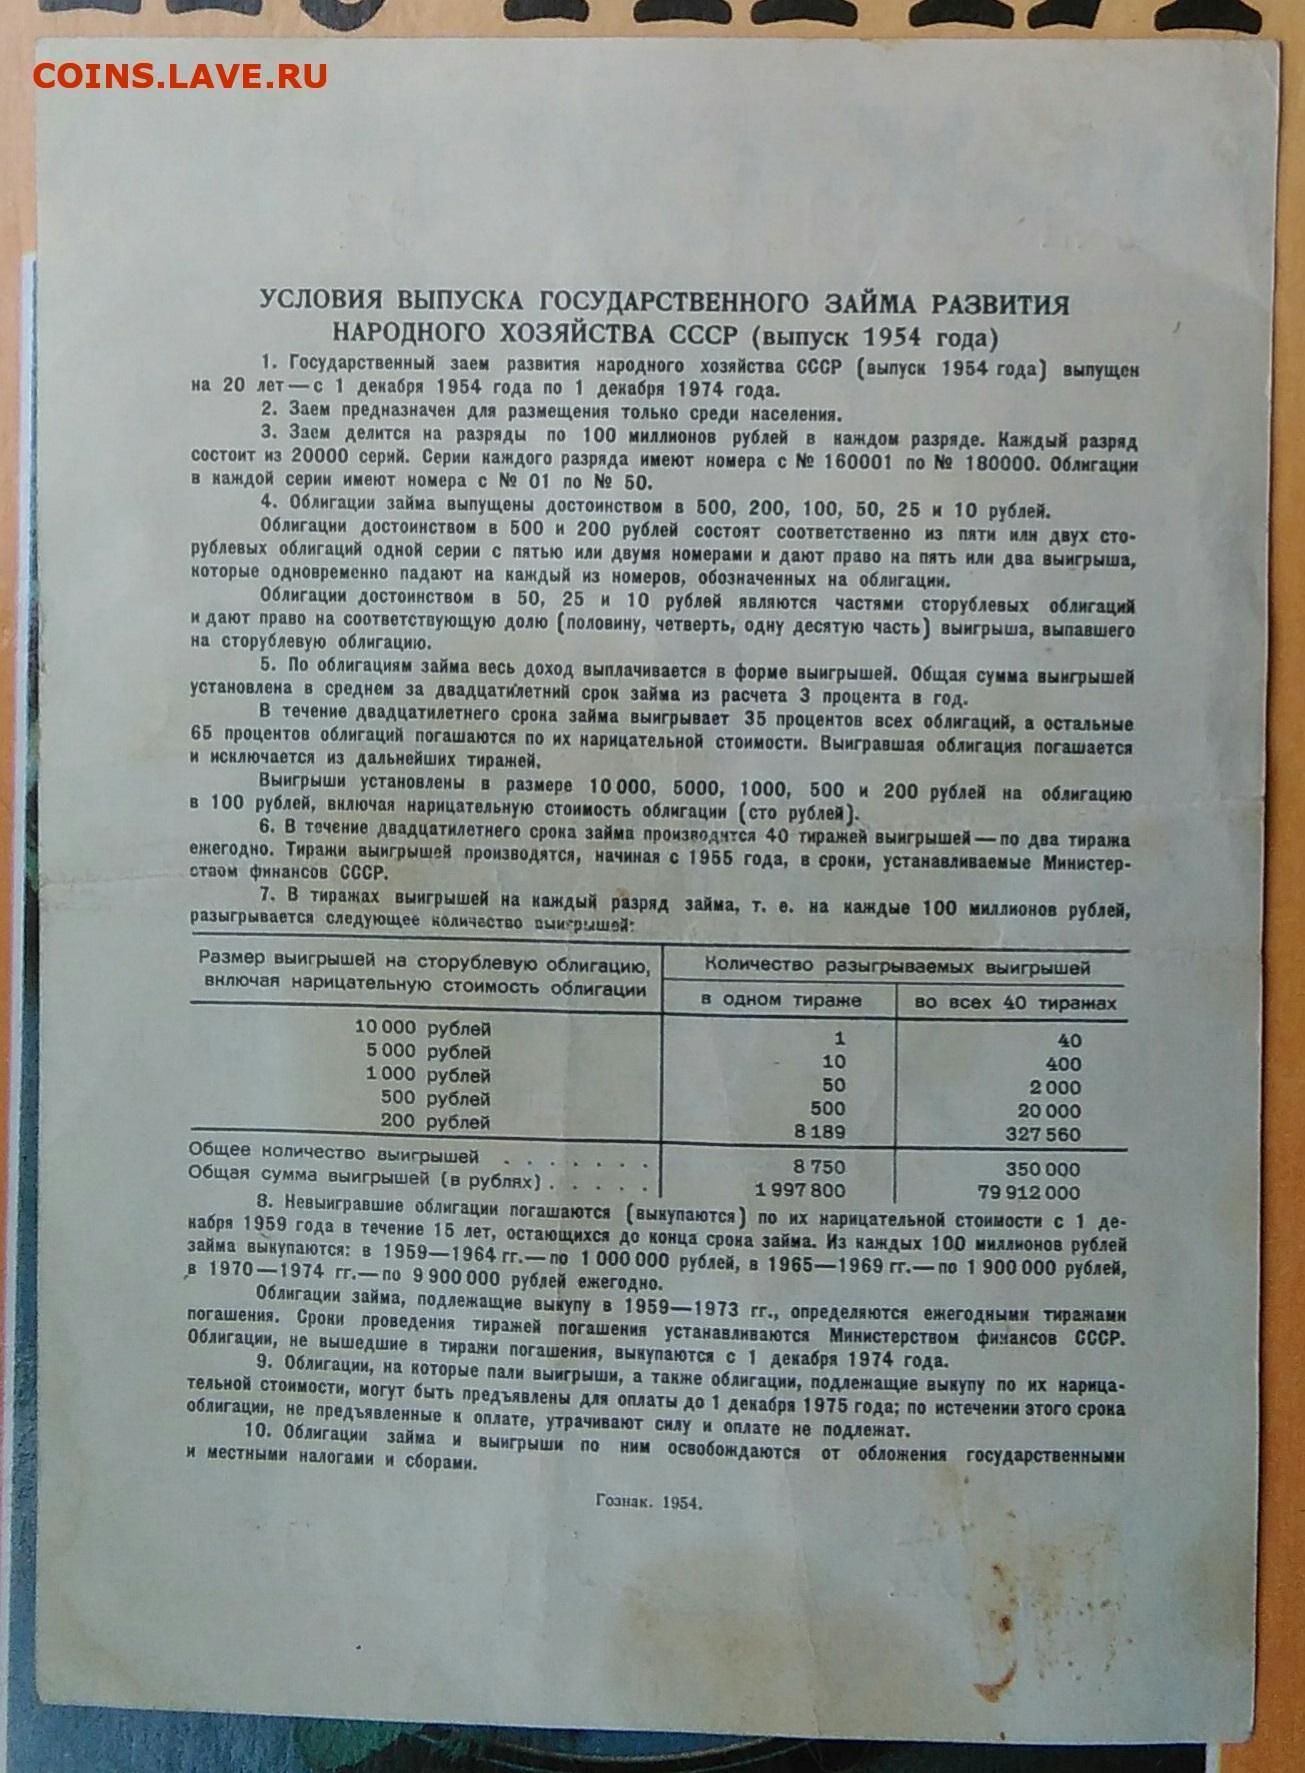 COINS.LAVE.RU
УСЛОВИЯ ВЫПУСКА ГОСУДАРСТВЕННОГО ЗАЙМА РАЗВИТИЯ
НАРОДНОГО ХОЗЯЙСТВА СССР (выпуск 1954 года)
1. Государственный заем развития народного хозяйства СССР (выпуск 1954 года) выпущен
на 20 лет — с 1 декабря 1954 года по 1 декабря 1974 года.
2. Заем предназначен для размещения только среди населения.
3. Заем делится на разряды по 100 миллионов рублей в каждом разряде. Каждый разряд
состоит из 20000 серий. Серии каждого разряда имеют номера с № 160001 по № 180000. Облигации
в каждой серии имеют номера с № 01 по № 50.
4. Облигации займа выпущены достоинством в 500, 200, 100, 50, 25 и 10 рублей.
Облигации достоинством в 500 и 200 рублей состоят соответственно из пяти или двух сто-
рублевых облигаций одной серии с пятью или двумя номерами и дают право на пять или два выигрыша,
которые одновременно падают на каждый из номеров, обозначенных на облигации.
Облигации достоинством в 50, 25 и 10 рублей являются частями сторублевых облигаций
и дают право на соответствующую долю (половину, четверть, одну десятую часть) выигрыша, выпавшего
на сторублевую облигацию.
5. По облигациям займа весь доход выплачивается в форме выигрышей. Общая сумма выигрышей
установлена в среднем за двадцатилетний срок займа из расчета 3 процента в год.
В течение двадцатилетнего срока займа выигрывает 35 процентов всех облигаций, а остальные
65 процентов облигаций погашаются по их нарицательной стоимости. Выигравшая облигация погашается
и исключается из дальнейших тиражей.
Выигрыши установлены в размере 10 000, 5000, 1000, 500 и 200 рублей на облигацию
в 100 рублей, включая нарицательную стоимость облигации (сто рублей).
6. В течение двадцатилетнего срока займа производится 40 тиражей выигрышей — по два тиража
ежегодно. Тиражи выигрышей производятся, начиная с 1955 года, в сроки, устанавливаемые Министер-
ством финансов СССР.
7. В тиражах выигрышей на каждый разряд займа, т. е. на каждые 100 миллионов рублей,
разыгрывается следующее количество выигрышей:
Размер выигрышей на сторублевую облигацию, Количество разыгрываемых выигрышей
включая нарицательную стоимость облигации в одном тираже во всех 40 тиражах
10 000 рублей 1 40
5 000 рублей 10 400
1 000 рублей 50 2 000
500 рублей 500 20 000
200 рублей 8 189 327 560
Общее количество выигрышей . . . . . . . 8 750 350 000
Общая сумма выигрышей (в рублях) . . . . . 1 997 800 79 912 000
8. Невыигравшие облигации погашаются (выкупаются) по их нарицательной стоимости с 1 де-
кабря 1959 года в течение 15 лет, остающихся до конца срока займа. Из каждых 100 миллионов рублей
займа выкупаются: в 1959—1964 гг.—по 1 000 000 рублей, в 1965—1969 гг.—по 1 900 000 рублей,
в 1970—1974 гг.—по 9 900 000 рублей ежегодно.
Облигации займа, подлежащие выкупу в 1959—1973 гг., определяются ежегодными тиражами
погашения. Сроки проведения тиражей погашения устанавливаются Министерством финансов СССР.
Облигации, не вышедшие в тиражи погашения, выкупаются с 1 декабря 1974 года.
9. Облигации, на которые пали выигрыши, а также облигации, подлежащие выкупу по их нарица-
тельной стоимости, могут быть предъявлены для оплаты до 1 декабря 1975 года; по истечении этого срока
облигации, не предъявленные к оплате, утрачивают силу и оплате не подлежат.
10. Облигации займа и выигрыши по ним освобождаются от обложения государственными
и местными налогами и сборами.
Гознак. 1954.